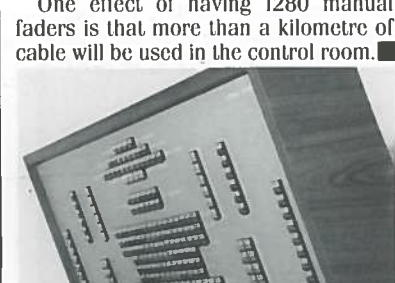 One effect of having 1280 manual
faders is that more than a kilometre of
cable will be used in the control room.